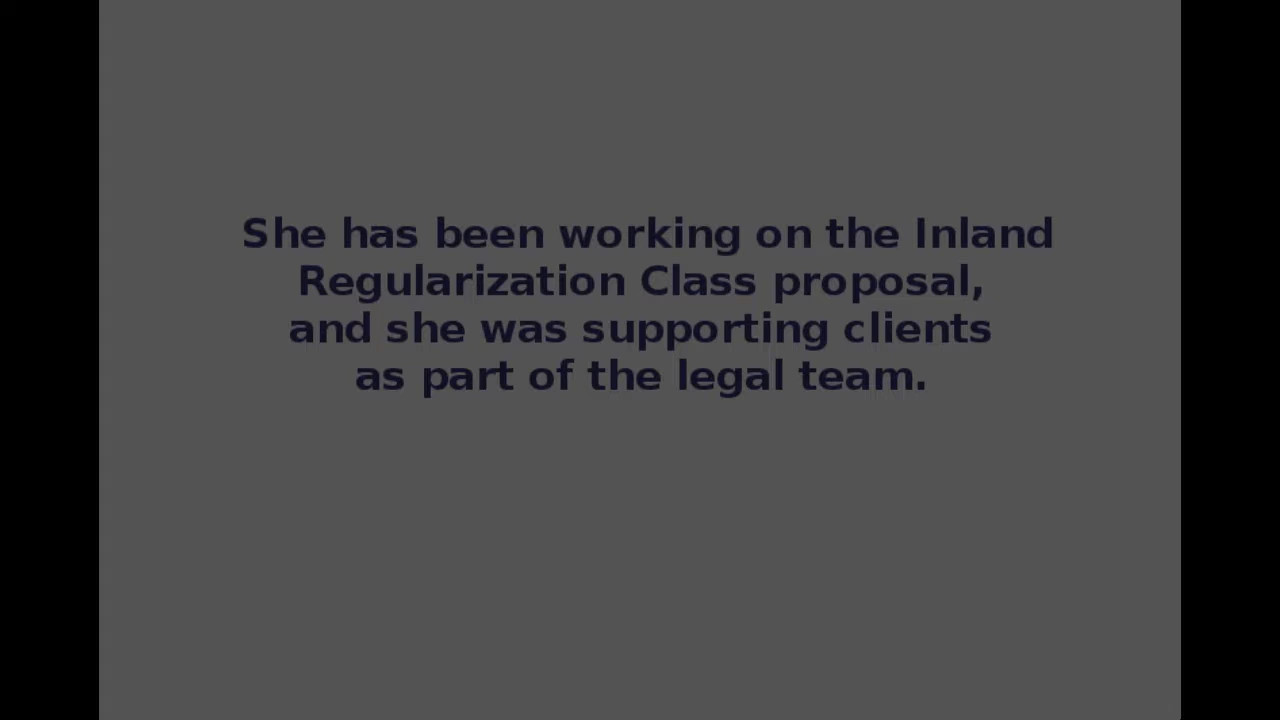 She has been working on the Inland
Regularization Class proposal,
and she was supporting clients
as part of the legal team.